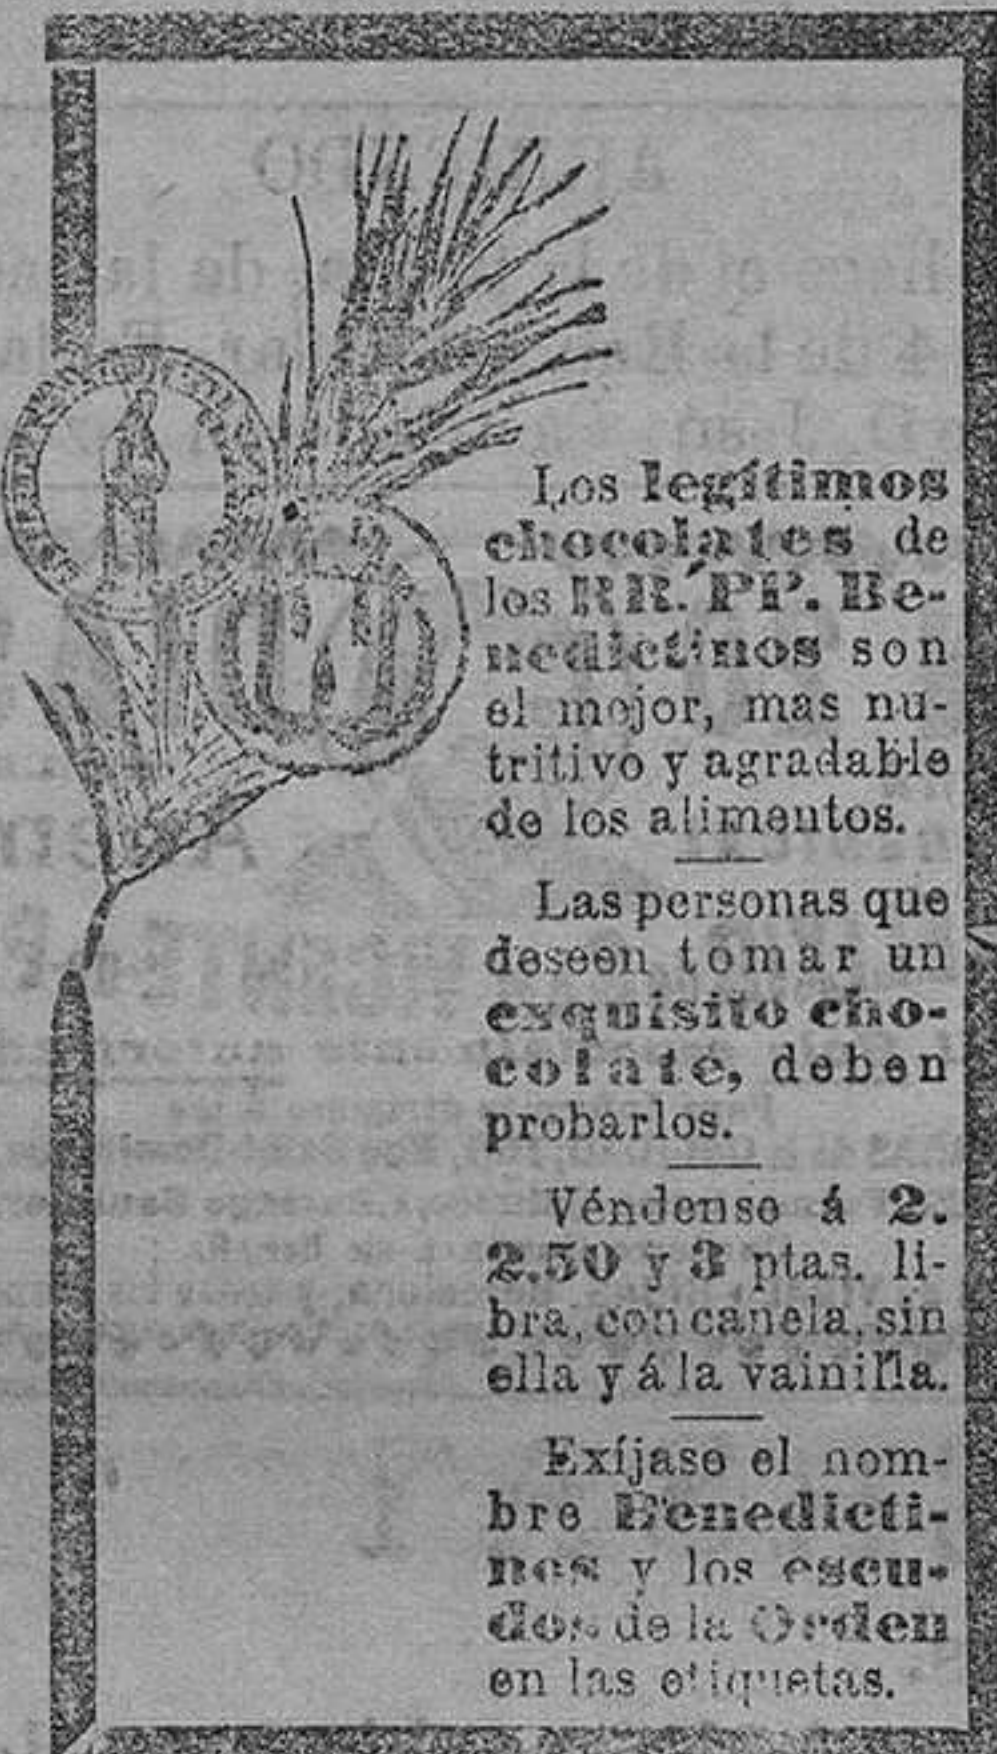 Los legítimos
chocolates de
los RR. PP. Be-
nedictinos son
el mejor, mas nu-
tritivo y agradable
de los alimentos.
Las personas que
deseen tomar un
exquisito cho-
colate, deben
probarlos.
Véndense á 2.
2.50 y 3 ptas. li-
bra, con canela, sin
ella y á la vainilla.
Exíjase el nom-
bre Benedicti-
nos y los escu-
dos de la Orden
en las etiquetas.